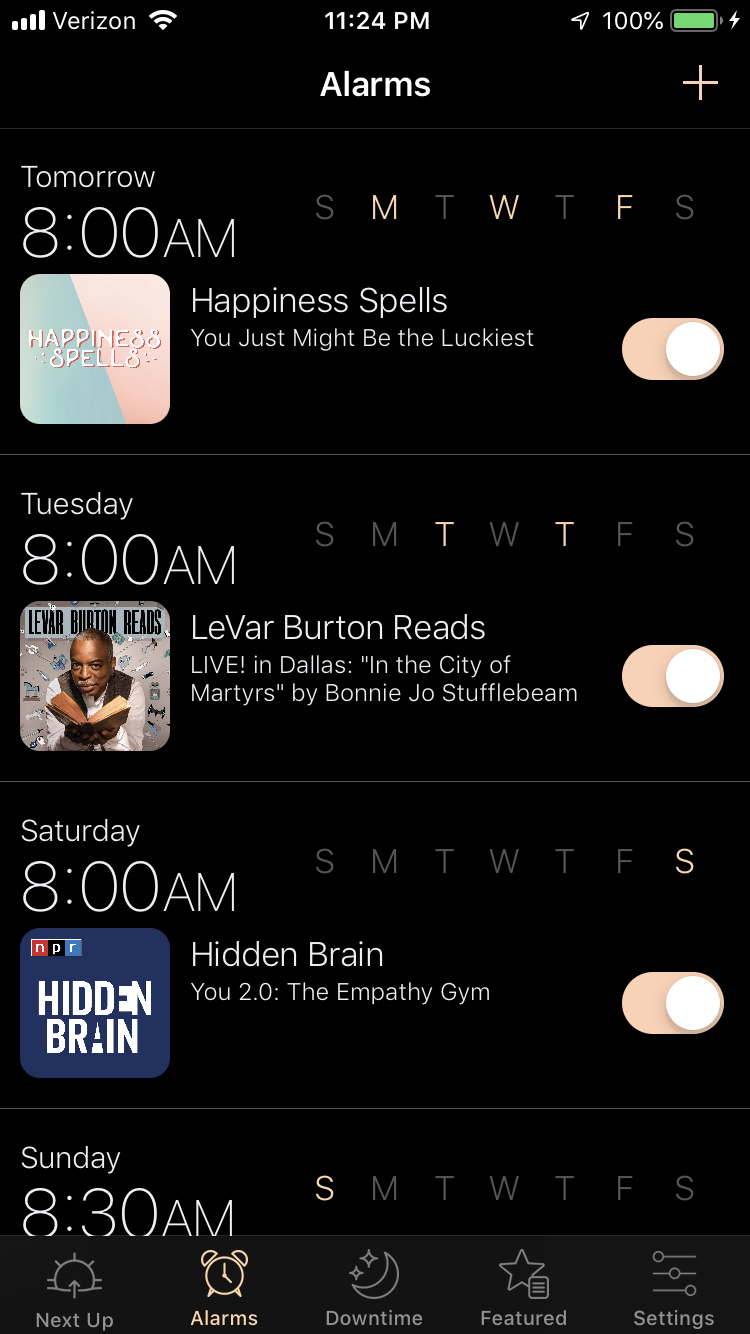 Verizon 11:24 PM 100%
Alarms
Tomorrow
8:00AM
S M T W T F S
HAPPINESS
SPELLS
Happiness Spells
You Just Might Be the Luckiest
Tuesday
8:00AM
S M T W T F S
LEVAR BURTON READS
LeVar Burton Reads
LIVE! in Dallas: "In the City of
Martyrs" by Bonnie Jo Stufflebeam
Saturday
8:00AM
S M T W T F S
npr
HIDDEN
BRAIN
Hidden Brain
You 2.0: The Empathy Gym
Sunday
8:30AM
S M T W T F S
Next Up Alarms Downtime Featured Settings